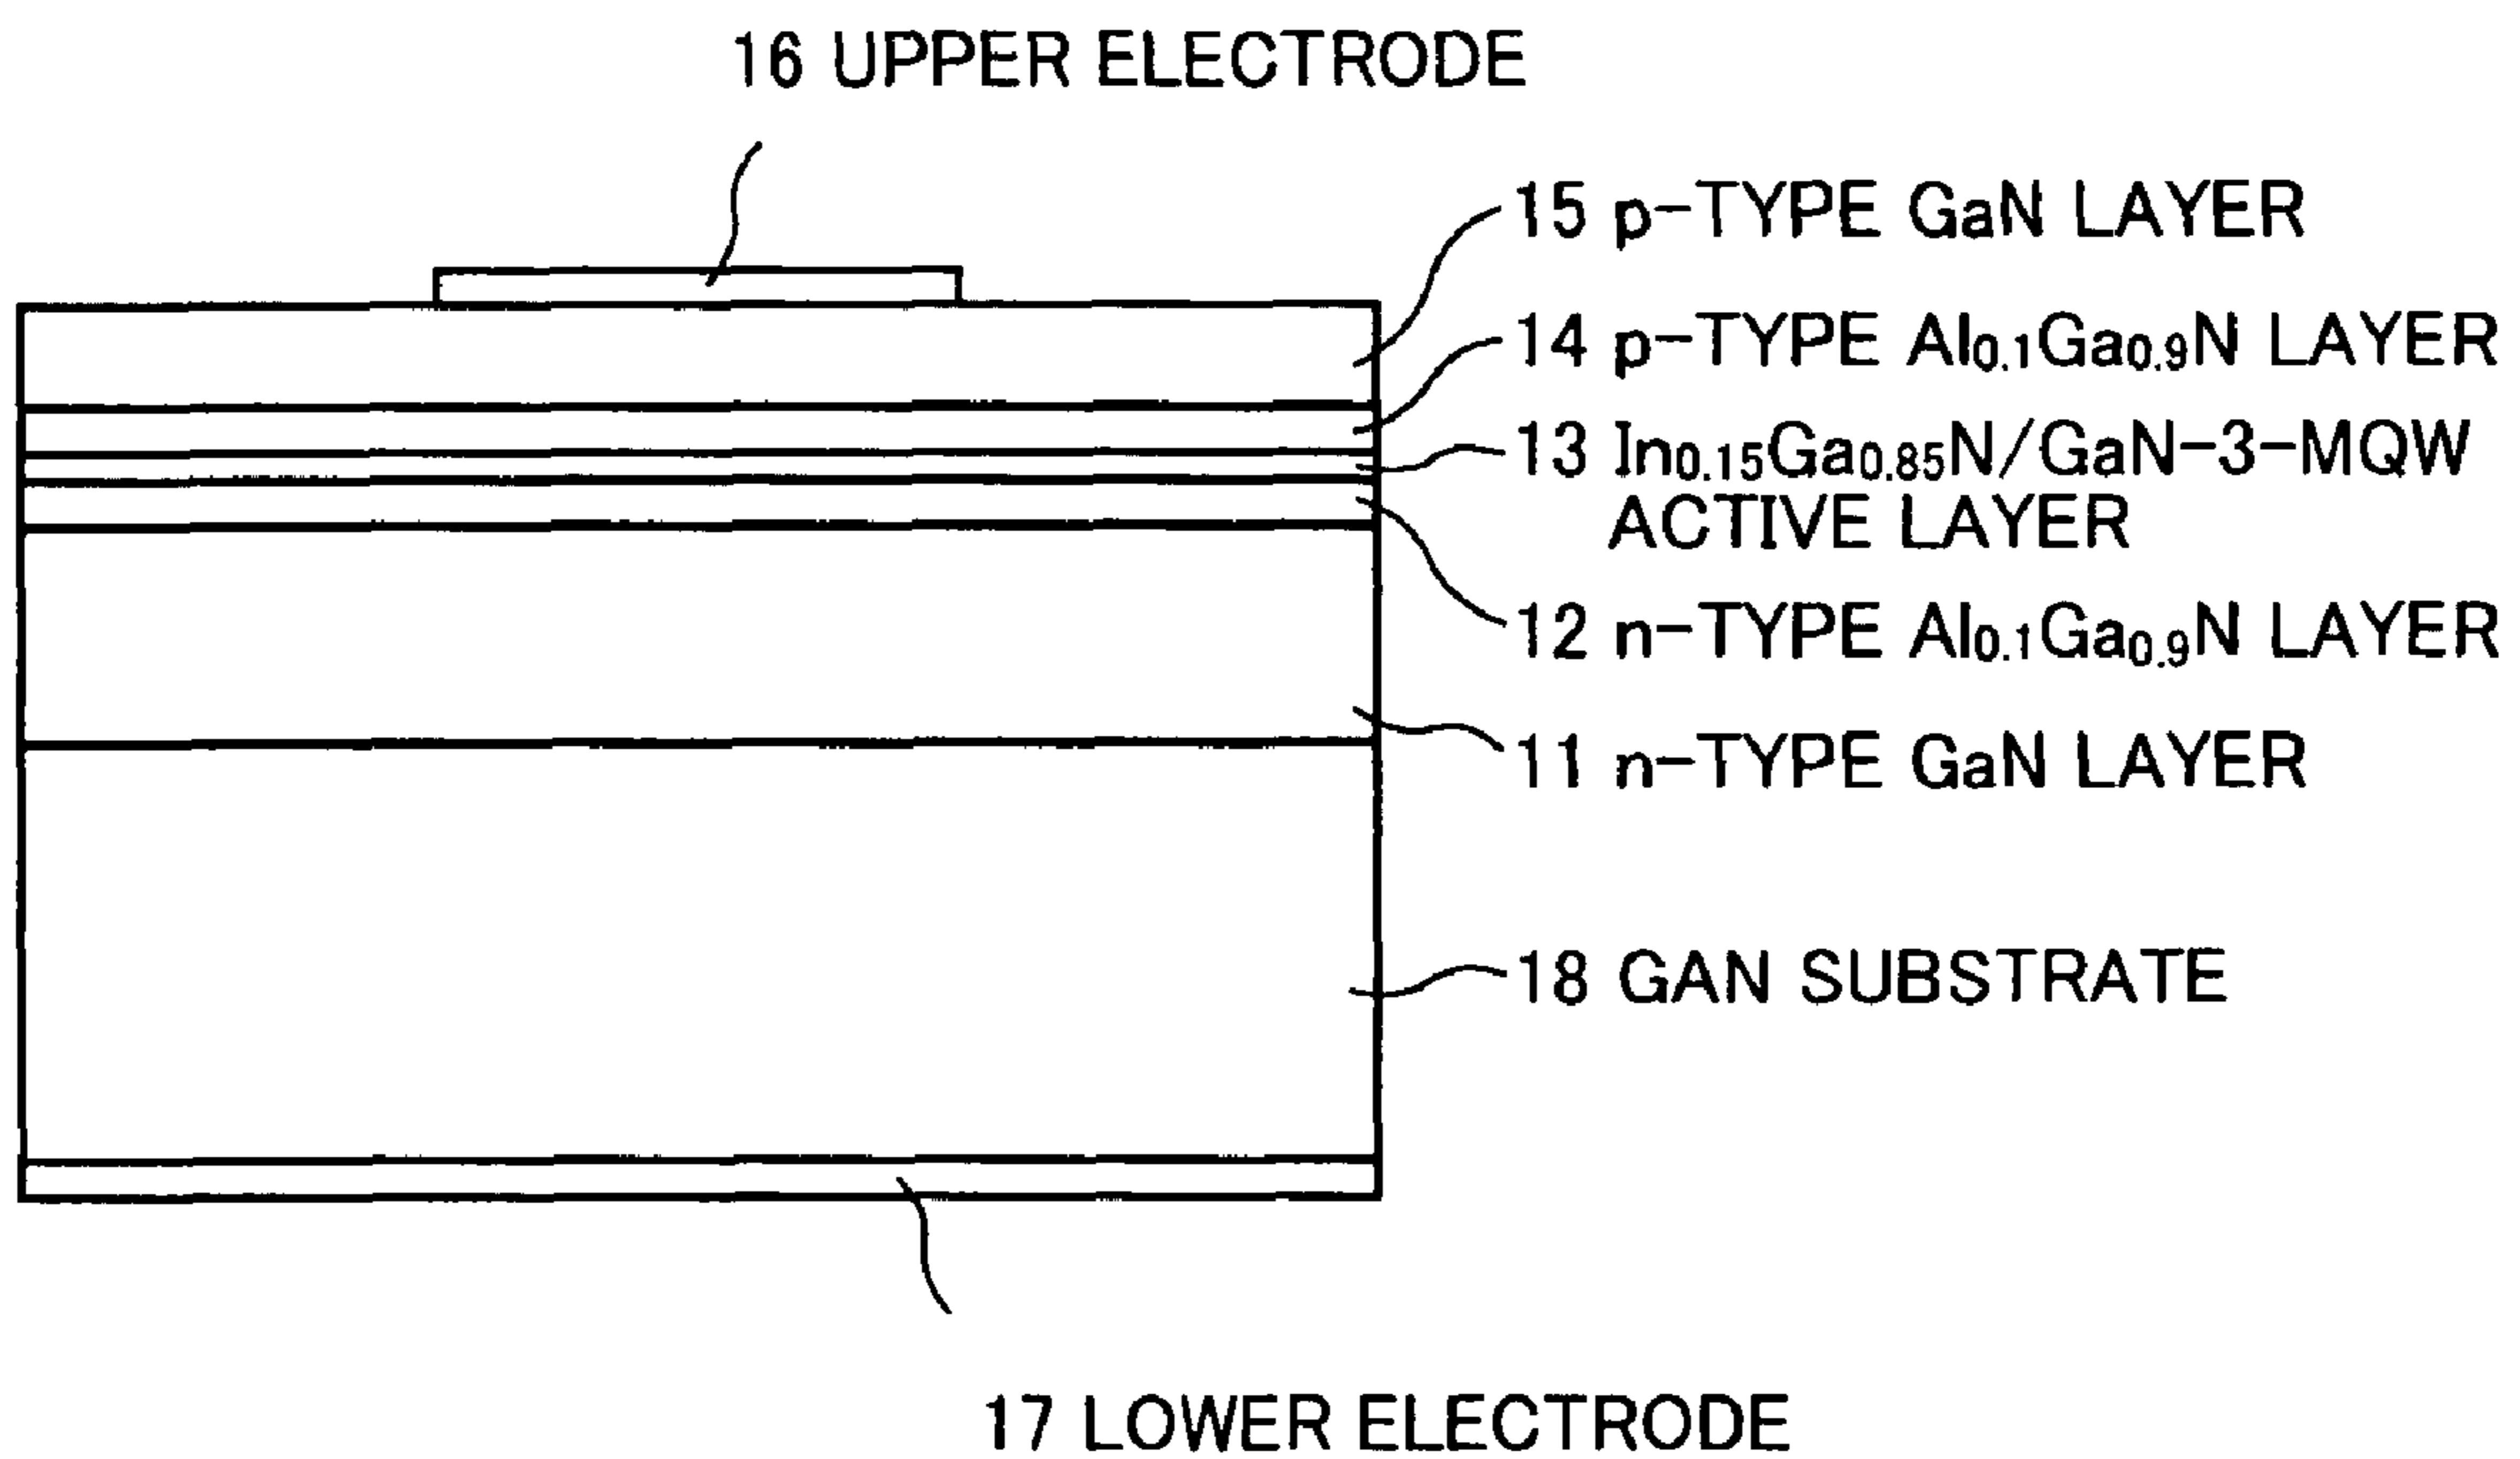 16 UPPER ELECTRODE
15 p-TYPE GaN LAYER
14 p-TYPE Al0.1Ga0.9N LAYER
13 In0.15Ga0.85N/GaN-3-MQW
ACTIVE LAYER
12 n-TYPE Al0.1Ga0.9N LAYER
11 n-TYPE GaN LAYER
18 GAN SUBSTRATE
17 LOWER ELECTRODE